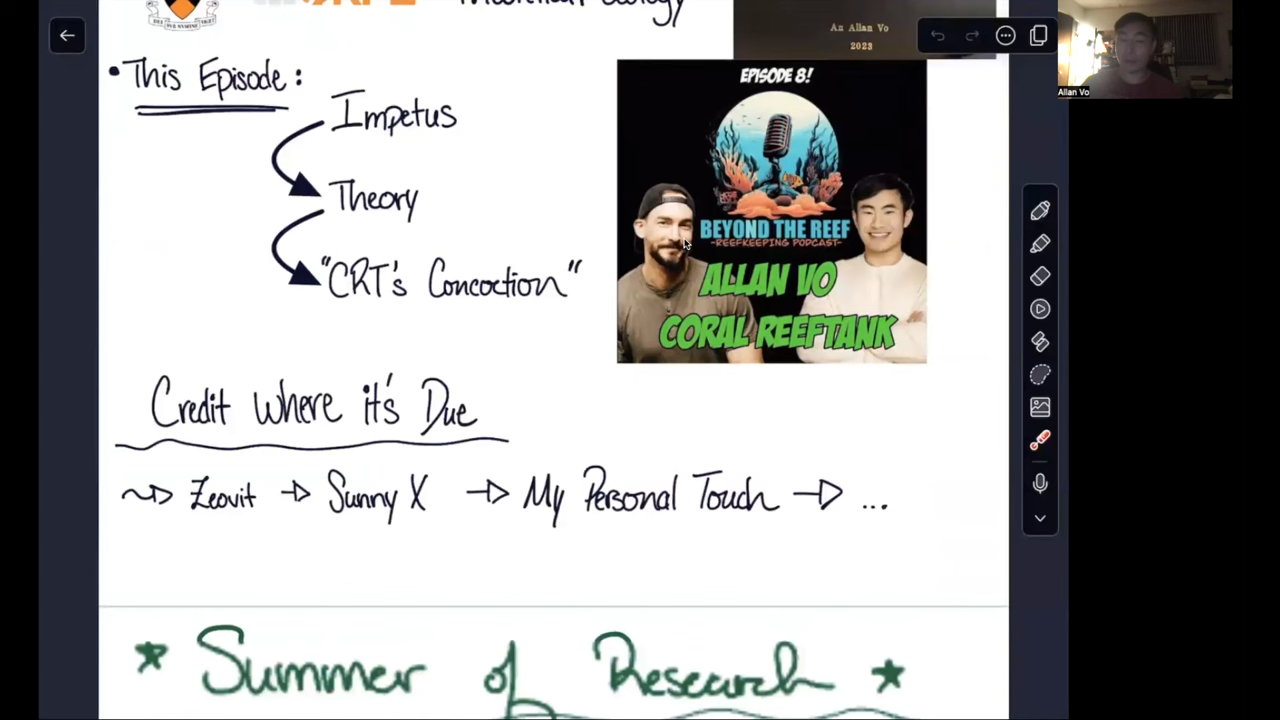 An Allan Vo
2023
• This Episode:
Impetus
Theory
"CRT's Concoction"
EPISODE 8!
BEYOND THE REEF
-REEFKEEPING PODCAST-
ALLAN VO
CORAL REEFTANK
Allan Vo
Credit Where it's Due
Zeovit → Sunny X → My Personal Touch → ...
* Summer of Research *